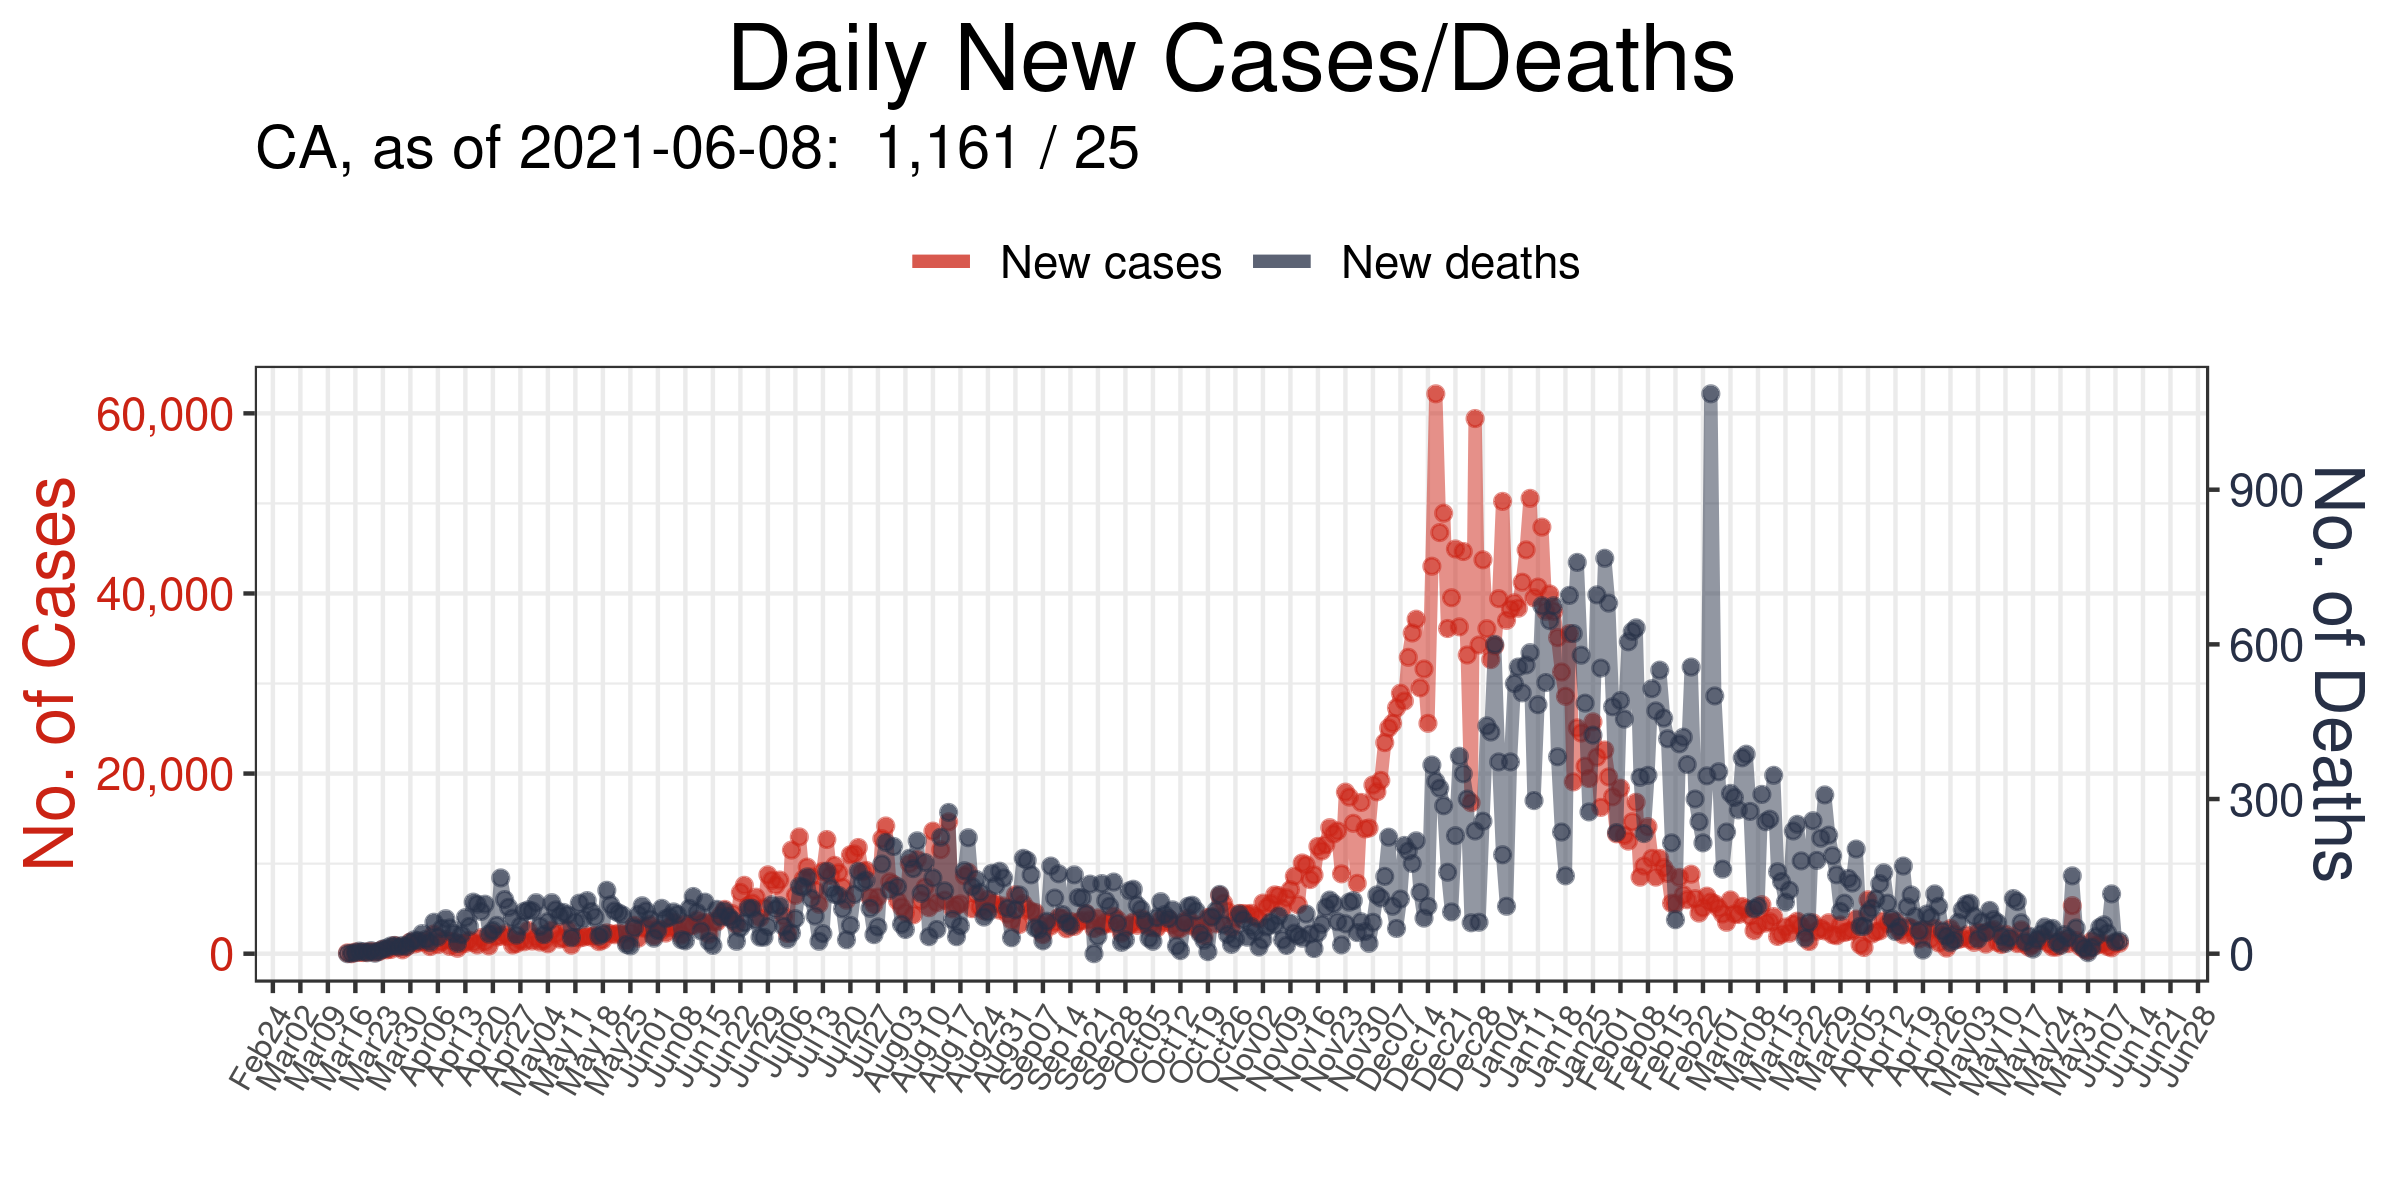 Daily New Cases/Deaths
CA, as of 2021-06-08:  1,161 / 25
New cases
New deaths
No. of Cases
60,000
40,000
20,000
0
No. of Deaths
900
600
300
0
Feb24
Mar02
Mar09
Mar16
Mar23
Mar30
Apr06
Apr13
Apr20
Apr27
May04
May11
May18
May25
Jun01
Jun08
Jun15
Jun22
Jun29
Jul06
Jul13
Jul20
Jul27
Aug03
Aug10
Aug17
Aug24
Aug31
Sep07
Sep14
Sep21
Sep28
Oct05
Oct12
Oct19
Oct26
Nov02
Nov09
Nov16
Nov23
Nov30
Dec07
Dec14
Dec21
Dec28
Jan04
Jan11
Jan18
Jan25
Feb01
Feb08
Feb15
Feb22
Mar01
Mar08
Mar15
Mar22
Mar29
Apr05
Apr12
Apr19
Apr26
May03
May10
May17
May24
May31
Jun07
Jun14
Jun21
Jun28